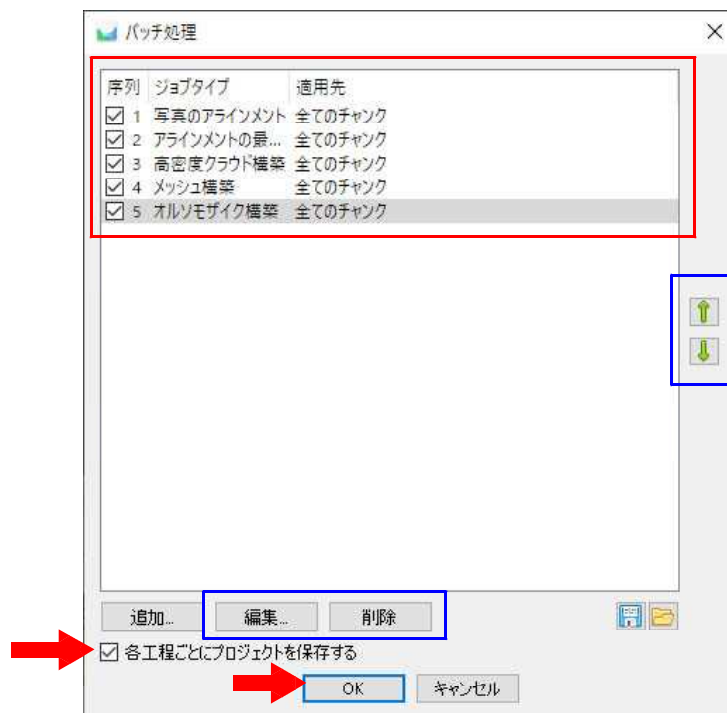 バッチ処理
序列 ジョブタイプ 適用先
1 写真のアラインメント 全てのチャンク
2 アラインメントの最... 全てのチャンク
3 高密度クラウド構築 全てのチャンク
4 メッシュ構築 全てのチャンク
5 オルソモザイク構築 全てのチャンク
追加... 編集... 削除
各工程ごとにプロジェクトを保存する
OK キャンセル